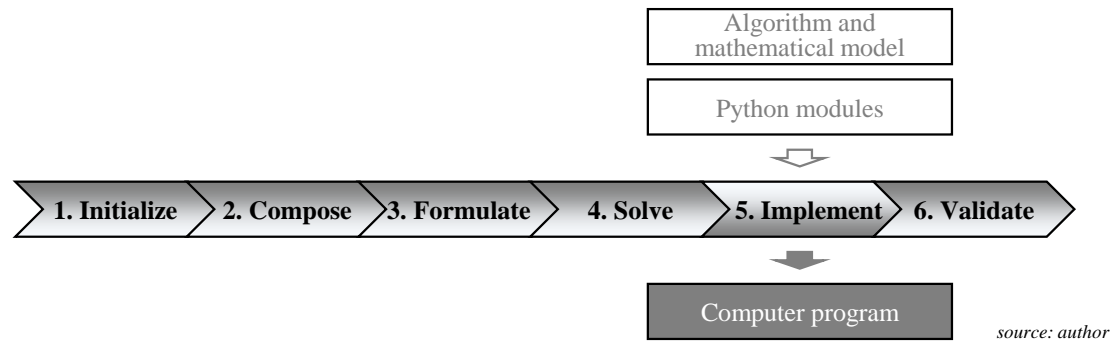 Algorithm and
mathematical model
Python modules
1. Initialize 2. Compose 3. Formulate 4. Solve 5. Implement 6. Validate
Computer program
source: author